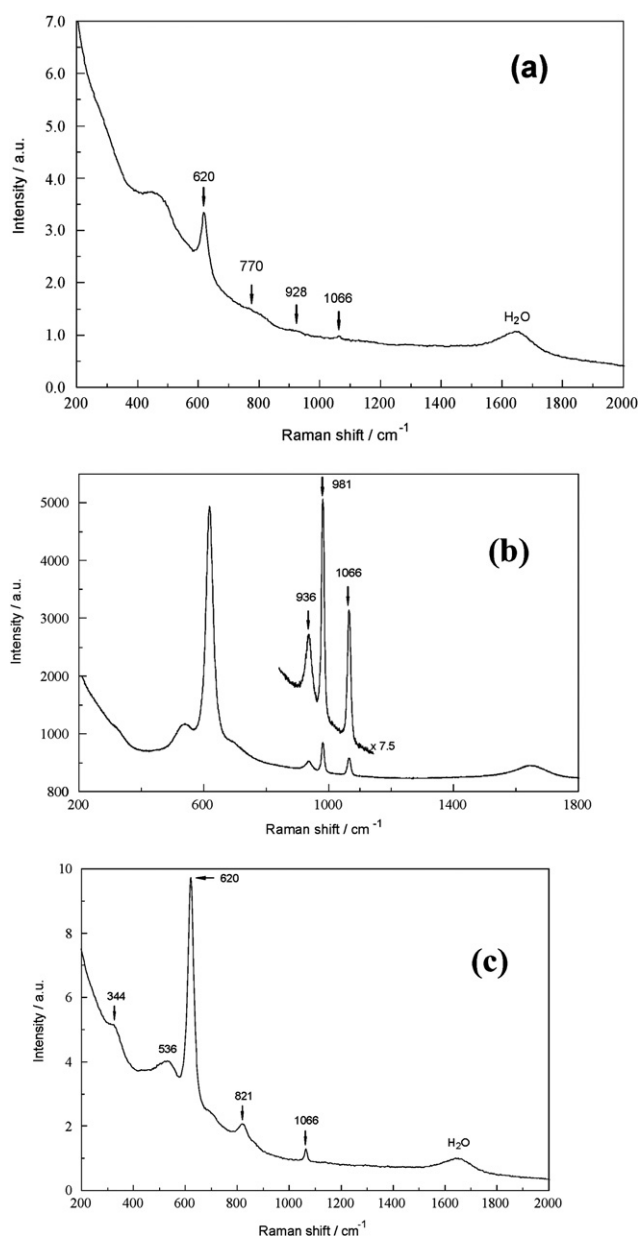 (a)
7.0
6.0
5.0
4.0
3.0
2.0
1.0
0.0
Intensity / a.u.
620
770
928
1066
H₂O
200 400 600 800 1000 1200 1400 1600 1800 2000
Raman shift / cm⁻¹
(b)
5000
4000
3000
2000
1000
800
Intensity / a.u.
981
936
1066
x 7.5
200 600 1000 1400 1800
Raman shift / cm⁻¹
(c)
10
8
6
4
2
0
Intensity / a.u.
620
344
536
821
1066
H₂O
200 400 600 800 1000 1200 1400 1600 1800 2000
Raman shift / cm⁻¹